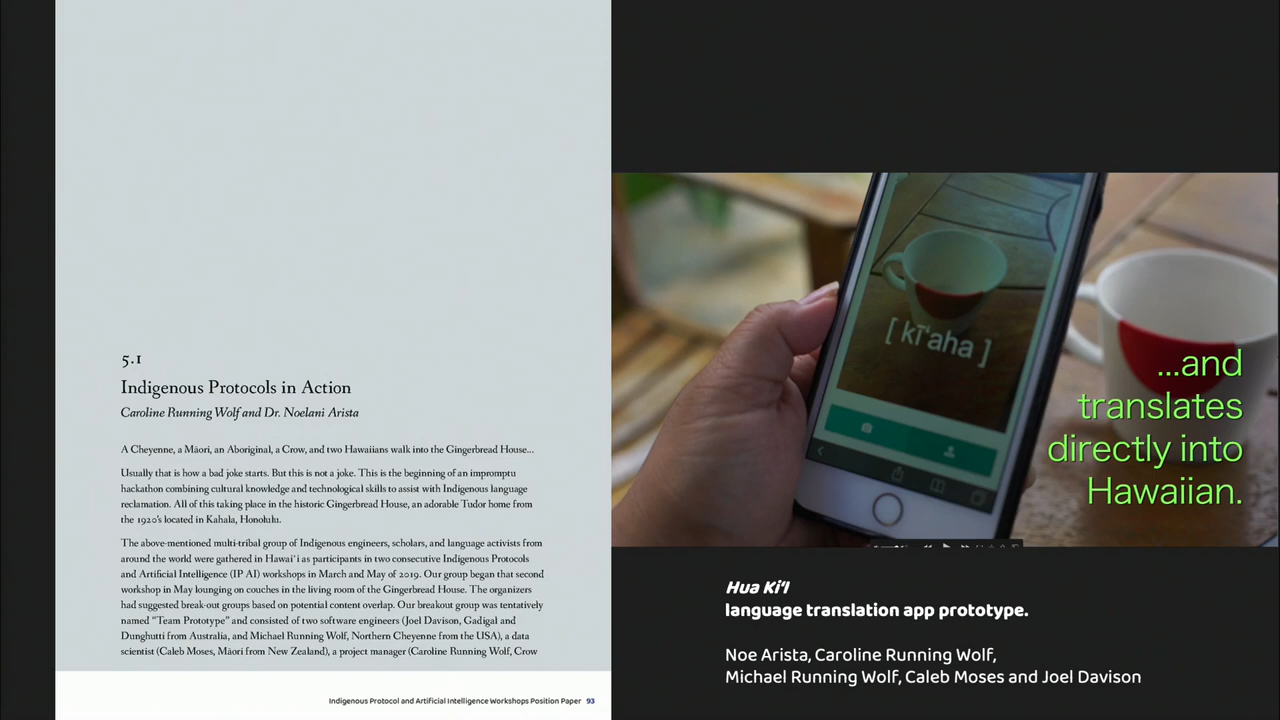 5.1
Indigenous Protocols in Action
Caroline Running Wolf and Dr. Noelani Arista
A Cheyenne, a Māori, an Aboriginal, a Crow, and two Hawaiians walk into the Gingerbread House...
Usually that is how a bad joke starts. But this is not a joke. This is the beginning of an impromptu
hackathon combining cultural knowledge and technological skills to assist with Indigenous language
reclamation. All of this taking place in the historic Gingerbread House, an adorable Tudor home from
the 1920's located in Kahala, Honolulu.
The above-mentioned multi-tribal group of Indigenous engineers, scholars, and language activists from
around the world were gathered in Hawaiʻi as participants in two consecutive Indigenous Protocols
and Artificial Intelligence (IP AI) workshops in March and May of 2019. Our group began that second
workshop in May lounging on couches in the living room of the Gingerbread House. The organizers
had suggested break-out groups based on potential content overlap. Our breakout group was tentatively
named “Team Prototype” and consisted of two software engineers (Joel Davison, Gadigal and
Dunghutti from Australia, and Michael Running Wolf, Northern Cheyenne from the USA), a data
scientist (Caleb Moses, Māori from New Zealand), a project manager (Caroline Running Wolf, Crow
Indigenous Protocol and Artificial Intelligence Workshops Position Paper 93
[ kīʻaha ]
...and
translates
directly into
Hawaiian.
Hua Ki'I
language translation app prototype.
Noe Arista, Caroline Running Wolf,
Michael Running Wolf, Caleb Moses and Joel Davison